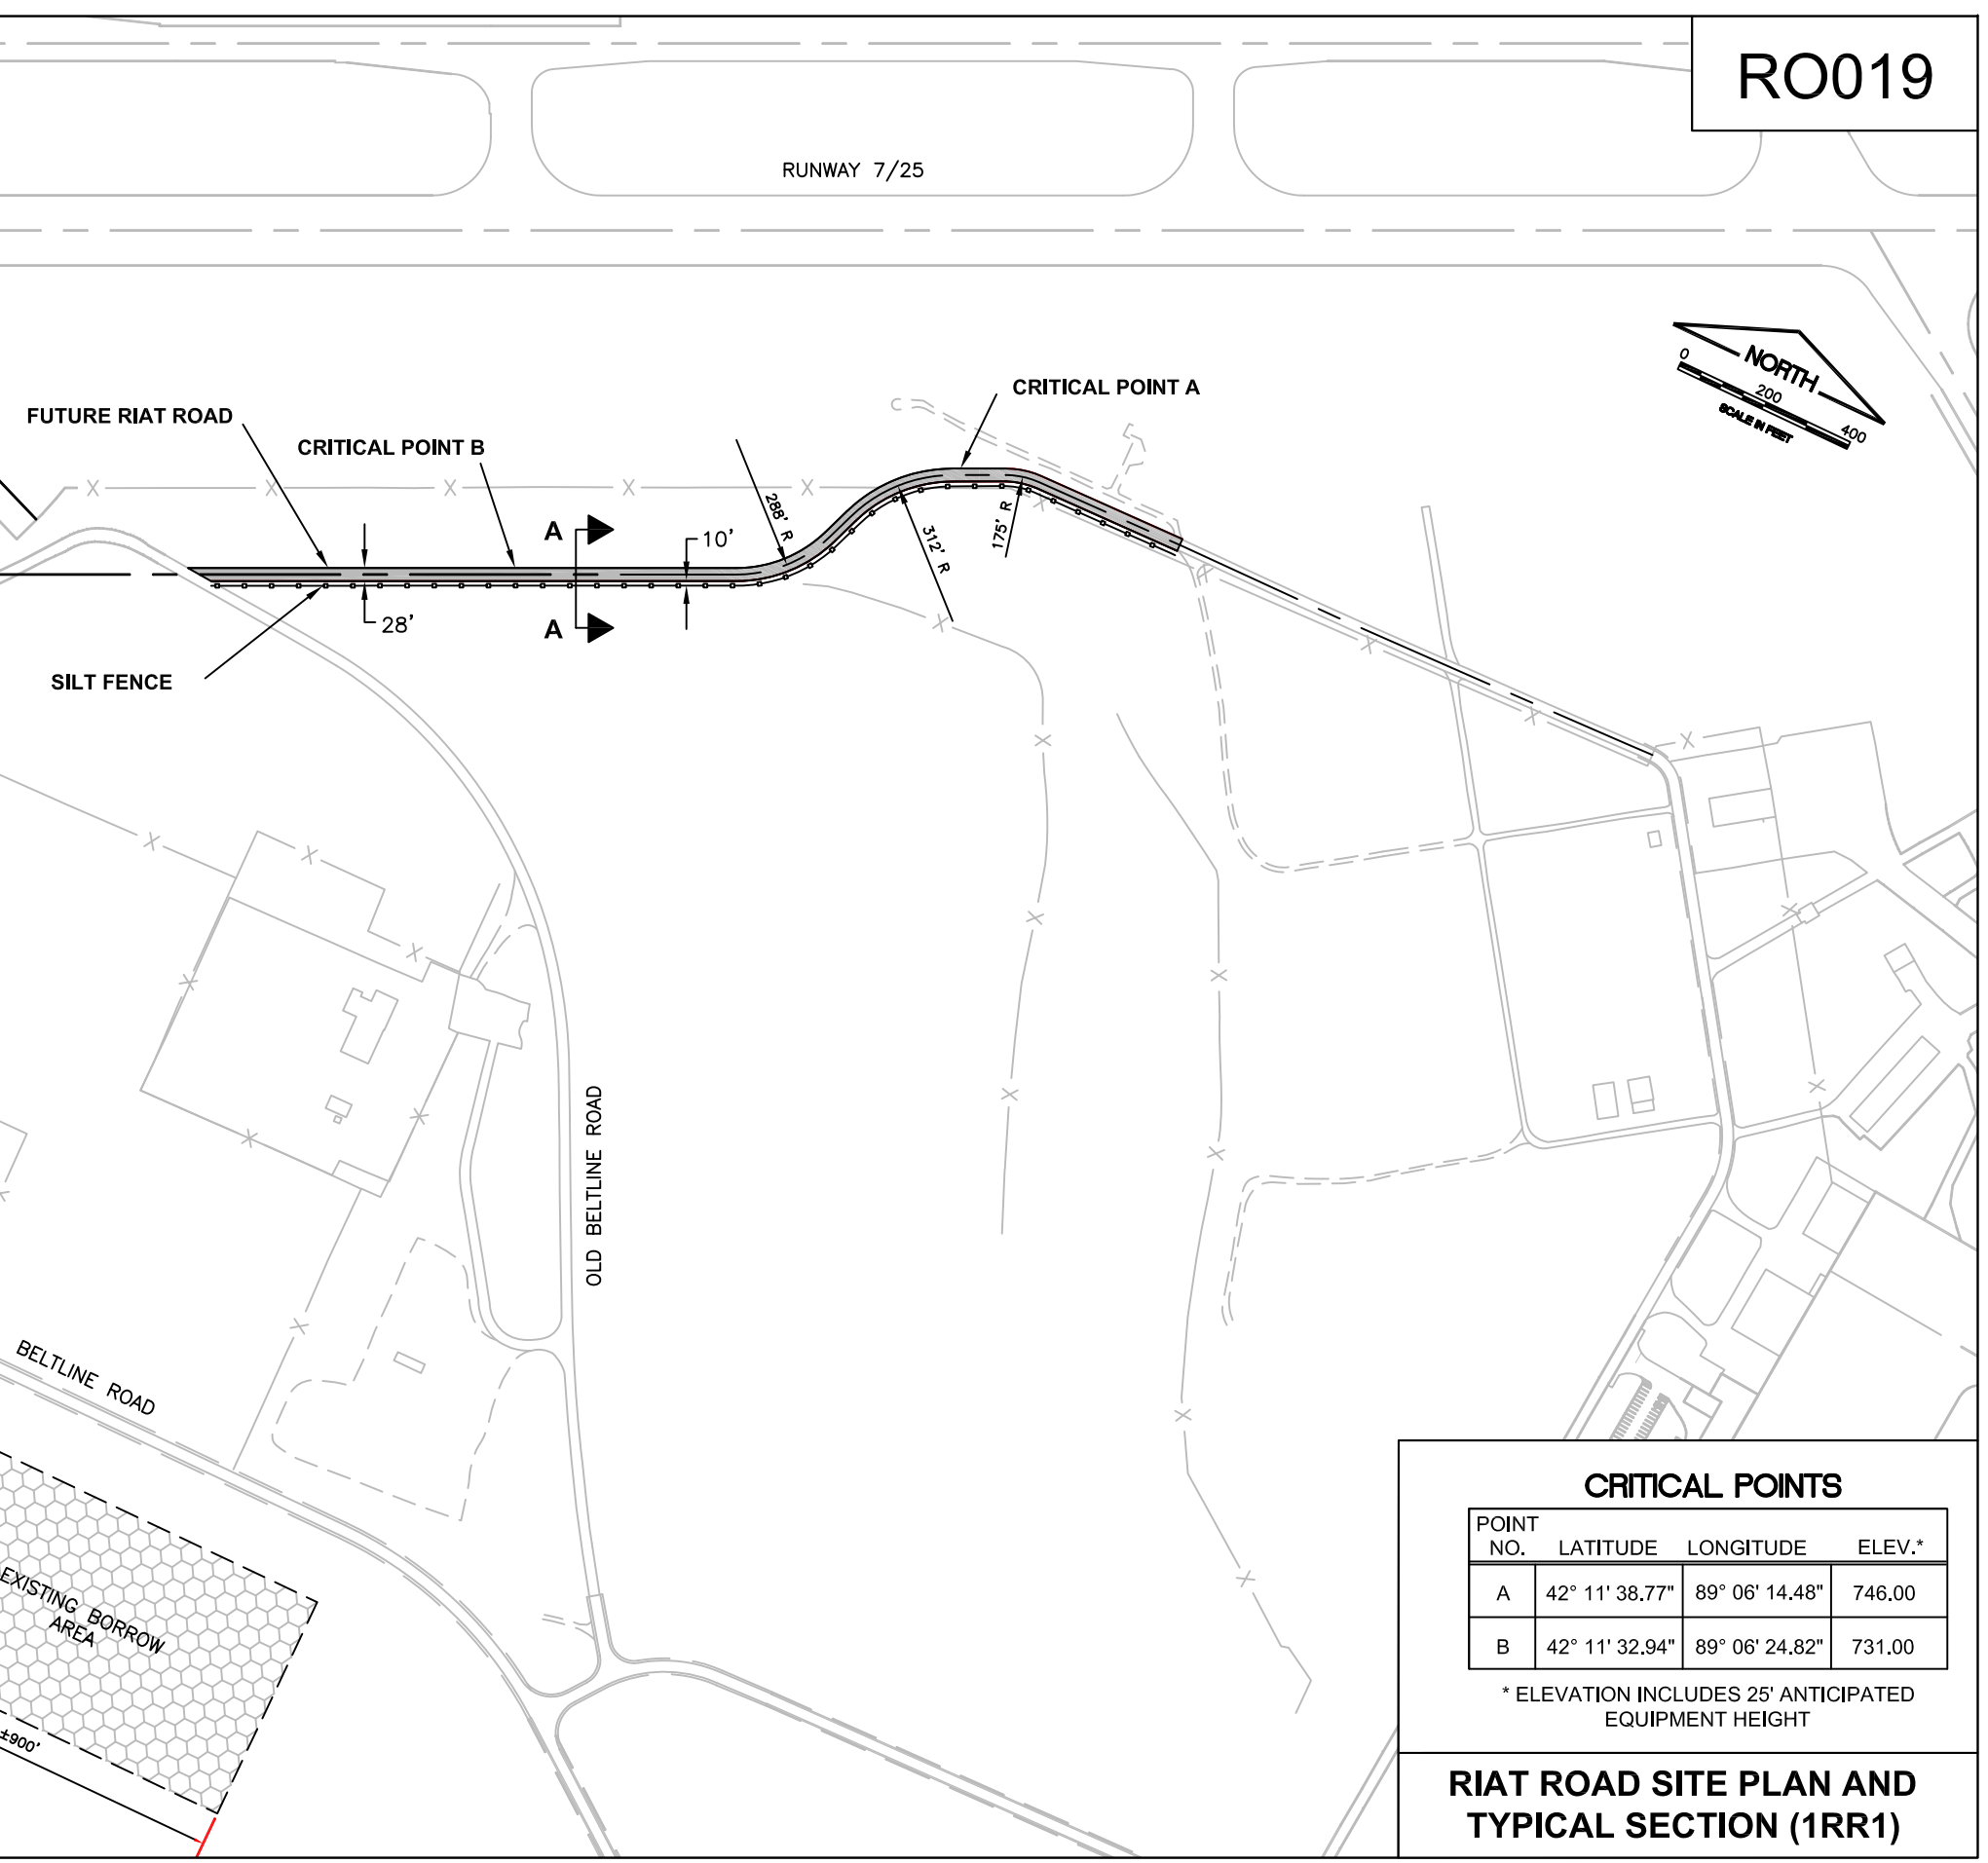 RO019
RUNWAY 7/25
NORTH
0
200
400
SCALE IN FEET
CRITICAL POINT A
FUTURE RIAT ROAD
CRITICAL POINT B
288' R
312' R
175' R
A
10'
28'
A
SILT FENCE
OLD BELTLINE ROAD
BELTLINE ROAD
EXISTING BORROW
AREA
±900'
CRITICAL POINTS
POINT
NO. LATITUDE LONGITUDE ELEV.*
A 42° 11' 38.77" 89° 06' 14.48" 746.00
B 42° 11' 32.94" 89° 06' 24.82" 731.00
* ELEVATION INCLUDES 25' ANTICIPATED
EQUIPMENT HEIGHT
RIAT ROAD SITE PLAN AND
TYPICAL SECTION (1RR1)